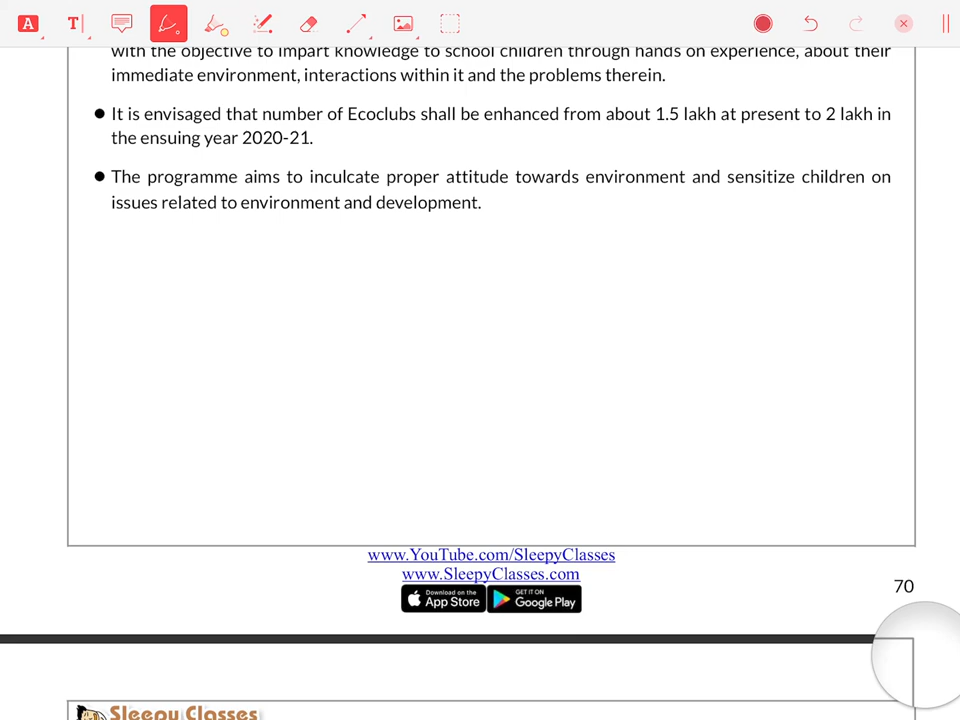 A T
with the objective to impart knowledge to school children through hands on experience, about their
immediate environment, interactions within it and the problems therein.
● It is envisaged that number of Ecoclubs shall be enhanced from about 1.5 lakh at present to 2 lakh in
the ensuing year 2020-21.
● The programme aims to inculcate proper attitude towards environment and sensitize children on
issues related to environment and development.
www.YouTube.com/SleepyClasses
www.SleepyClasses.com
Download on the App Store GET IT ON Google Play
70
Sleepy Classes